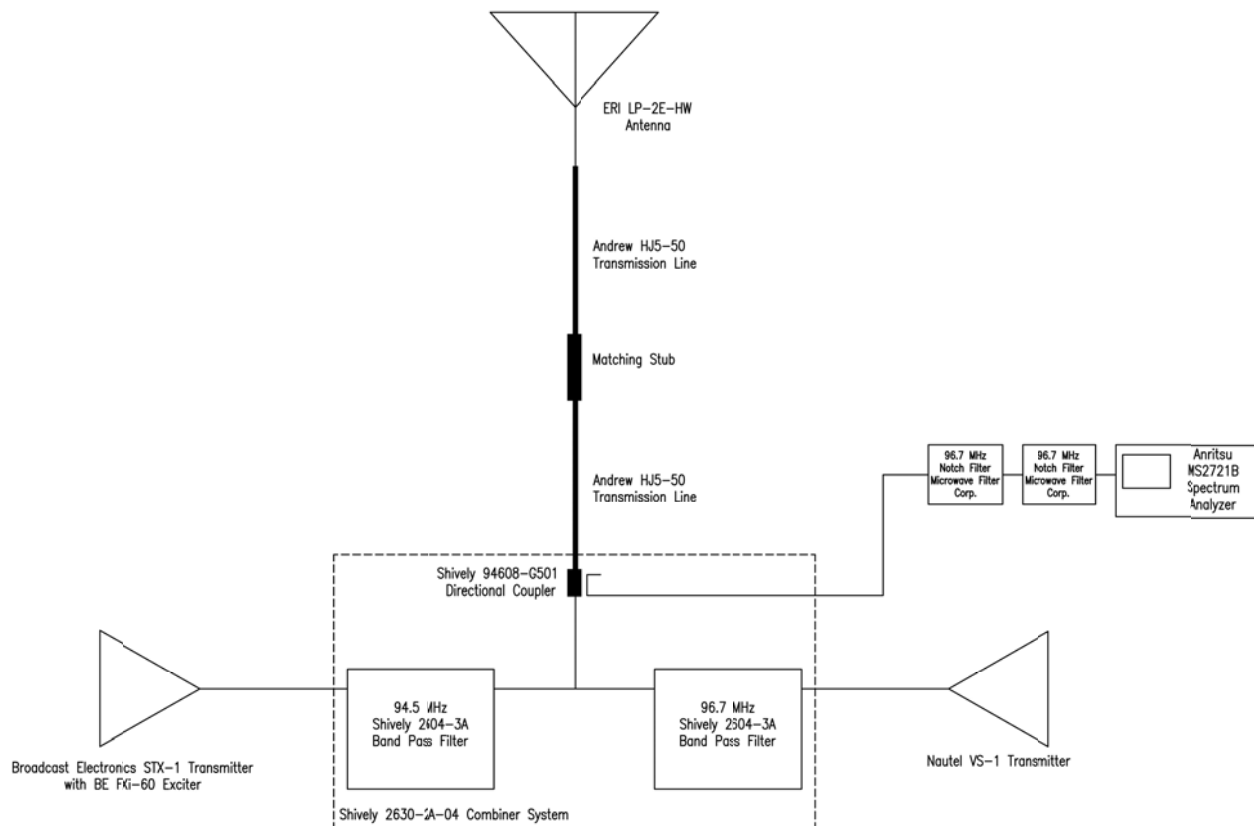 ERI LP-2E-HW
Antenna
Andrew HJ5-50
Transmission Line
Matching Stub
Andrew HJ5-50
Transmission Line
96.7 MHz
Notch Filter
Microwave Filter
Corp.
96.7 MHz
Notch Filter
Microwave Filter
Corp.
Anritsu
MS2721B
Spectrum
Analyzer
Shively 94608-G501
Directional Coupler
94.5 MHz
Shively 2604-3A
Band Pass Filter
96.7 MHz
Shively 2604-3A
Band Pass Filter
Broadcast Electronics STX-1 Transmitter
with BE FXi-60 Exciter
Nautel VS-1 Transmitter
Shively 2630-2A-04 Combiner System